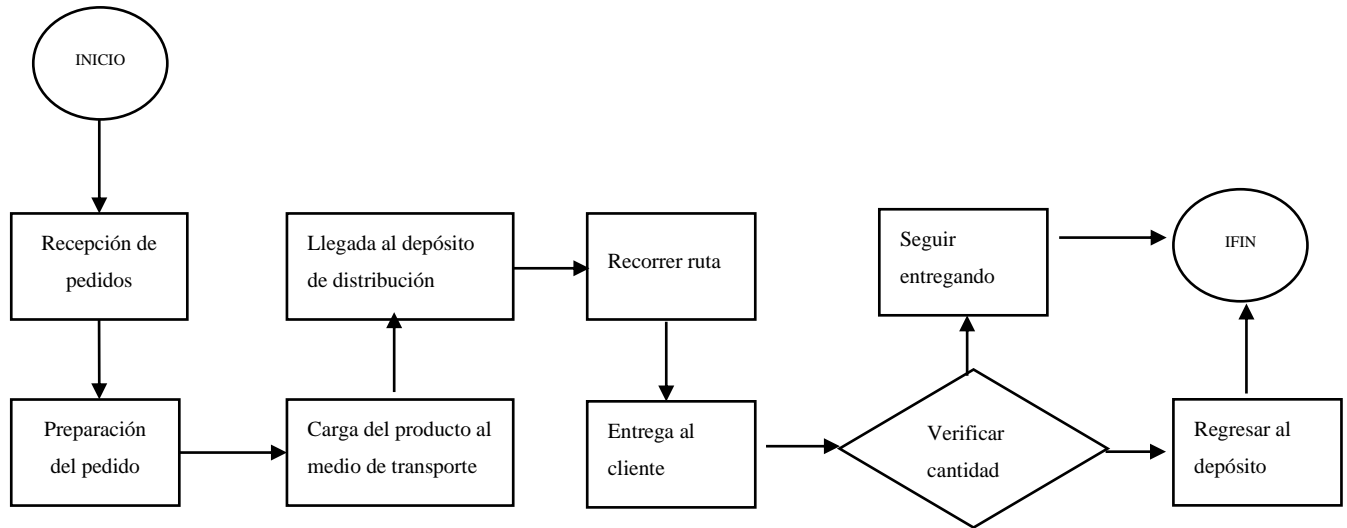 INICIO
Recepción de
pedidos
Preparación
del pedido
Carga del producto al
medio de transporte
Llegada al depósito
de distribución
Recorrer ruta
Entrega al
cliente
Verificar
cantidad
Seguir
entregando
Regresar al
depósito
IFIN